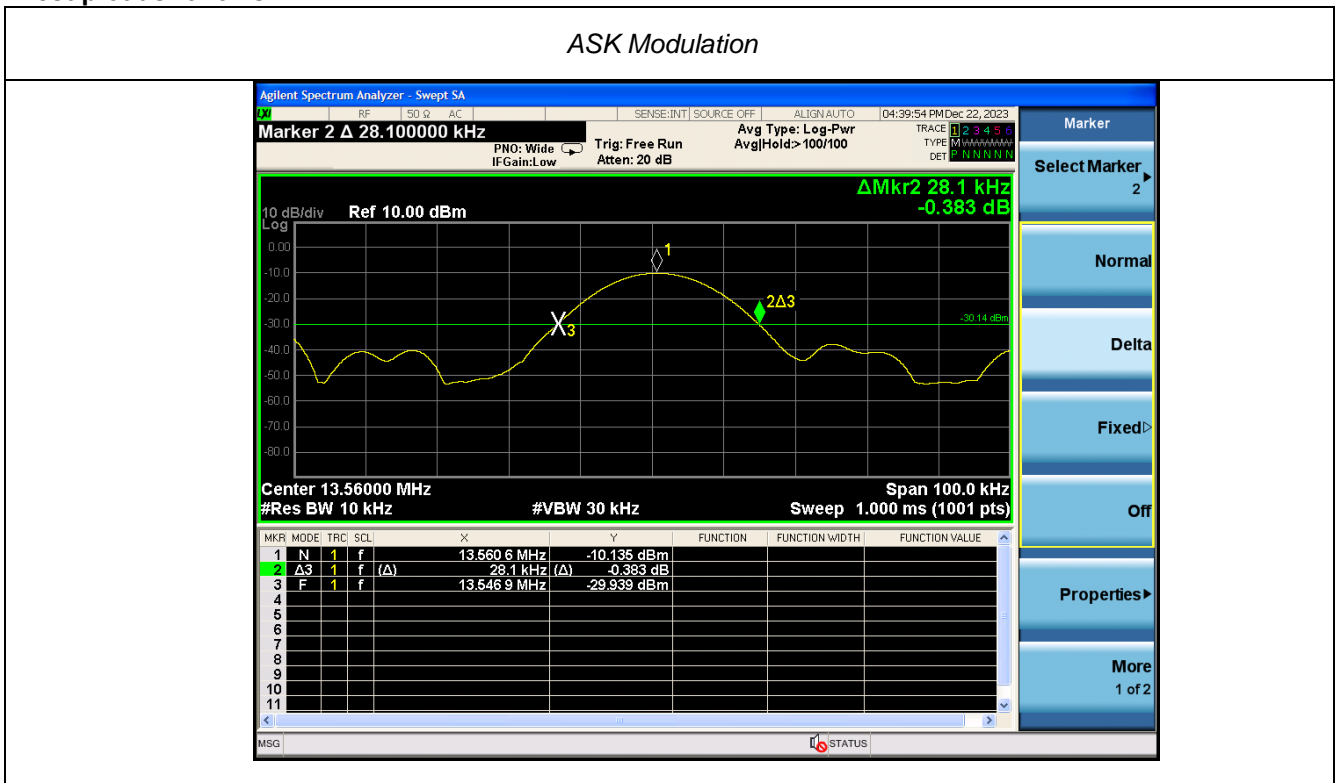 ASK Modulation
Agilent Spectrum Analyzer - Swept SA
LXI RF 50 Ω AC SENSE:INT SOURCE OFF ALIGN AUTO 04:39:54 PM Dec 22, 2023
Marker 2 Δ 28.100000 kHz
PNO: Wide
IFGain:Low
Trig: Free Run
Atten: 20 dB
Avg Type: Log-Pwr
Avg|Hold:>100/100
TRACE 1 2 3 4 5 6
TYPE M WWWWW
DET P N N N N N
ΔMkr2 28.1 kHz
-0.383 dB
10 dB/div Ref 10.00 dBm
Log
0.00
-10.0
-20.0
-30.0
-40.0
-50.0
-60.0
-70.0
-80.0
1
2Δ3
3
-30.14 dBm
Center 13.56000 MHz Span 100.0 kHz
#Res BW 10 kHz #VBW 30 kHz Sweep 1.000 ms (1001 pts)
MKR MODE TRC SCL X Y FUNCTION FUNCTION WIDTH FUNCTION VALUE
1 N 1 f 13.560 6 MHz -10.135 dBm
2 Δ3 1 f (Δ) 28.1 kHz (Δ) -0.383 dB
3 F 1 f 13.546 9 MHz -29.939 dBm
4
5
6
7
8
9
10
11
MSG STATUS
Marker
Select Marker
2
Normal
Delta
Fixed
Off
Properties
More
1 of 2